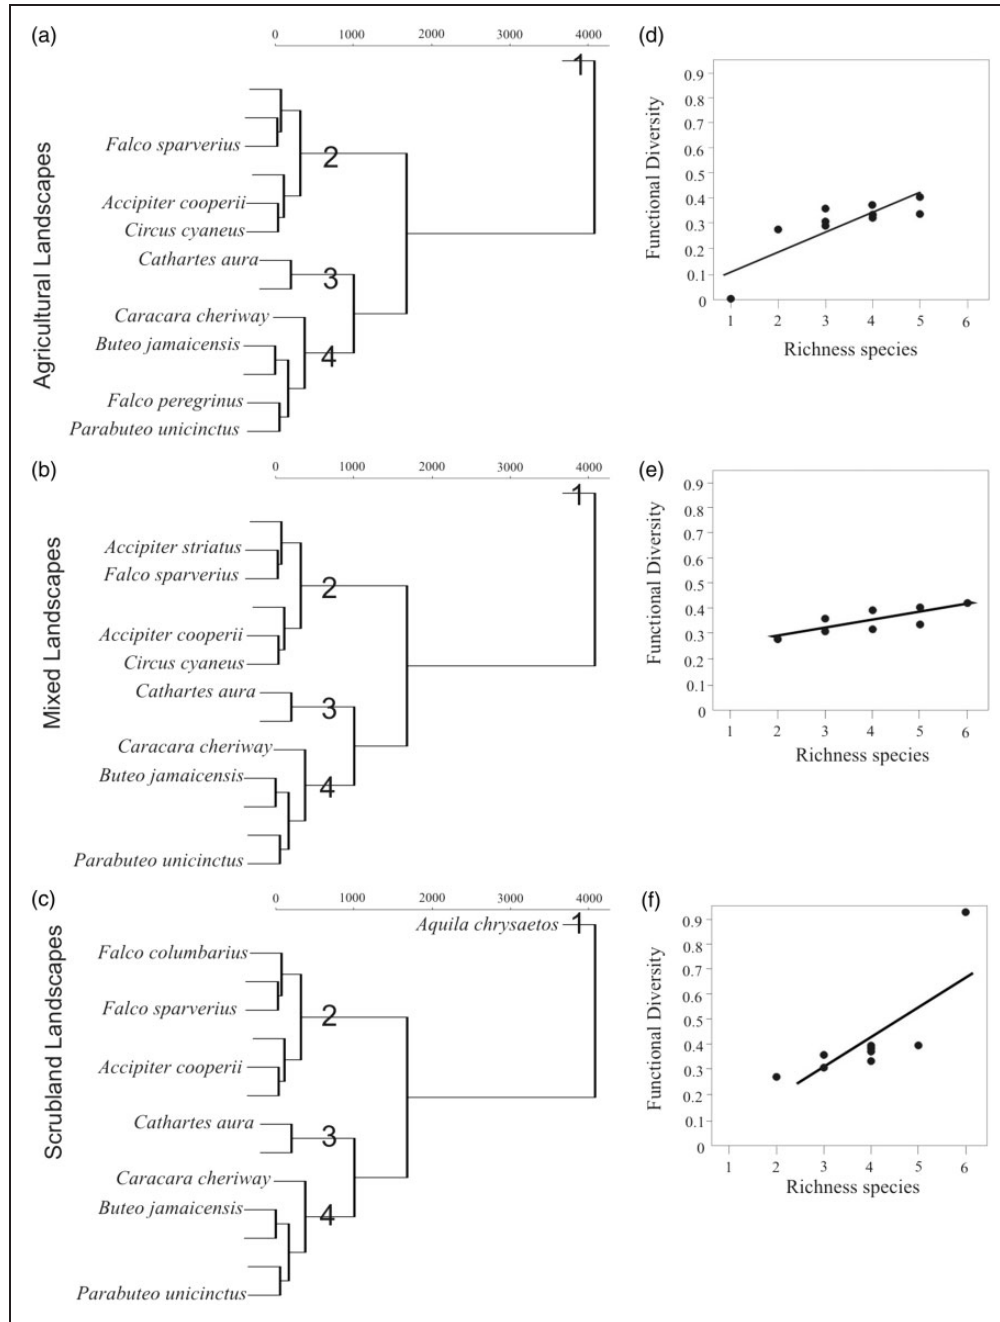 (a)
0 1000 2000 3000 4000
1
Falco sparverius
2
Accipiter cooperii
Circus cyaneus
Cathartes aura
3
Caracara cheriway
Buteo jamaicensis
4
Falco peregrinus
Parabuteo unicinctus
Agricultural Landscapes
(d)
0.9
0.8
0.7
0.6
0.5
0.4
0.3
0.2
0.1
0
1 2 3 4 5 6
Functional Diversity
Richness species
(b)
0 1000 2000 3000 4000
1
Accipiter striatus
Falco sparverius
2
Accipiter cooperii
Circus cyaneus
Cathartes aura
3
Caracara cheriway
Buteo jamaicensis
4
Parabuteo unicinctus
Mixed Landscapes
(e)
0.9
0.8
0.7
0.6
0.5
0.4
0.3
0.2
0.1
0
1 2 3 4 5 6
Functional Diversity
Richness species
(c)
0 1000 2000 3000 4000
Aquila chrysaetos 1
Falco columbarius
Falco sparverius
2
Accipiter cooperii
Cathartes aura
3
Caracara cheriway
Buteo jamaicensis
4
Parabuteo unicinctus
Scrubland Landscapes
(f)
0.9
0.8
0.7
0.6
0.5
0.4
0.3
0.2
0.1
0
1 2 3 4 5 6
Functional Diversity
Richness species